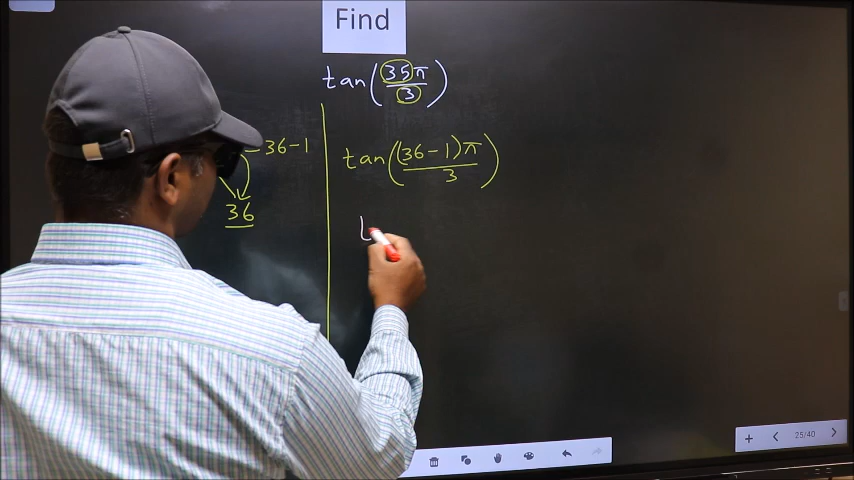 Find
tan(35π/3)
- 36-1
36
tan((36-1)π/3)
25/40